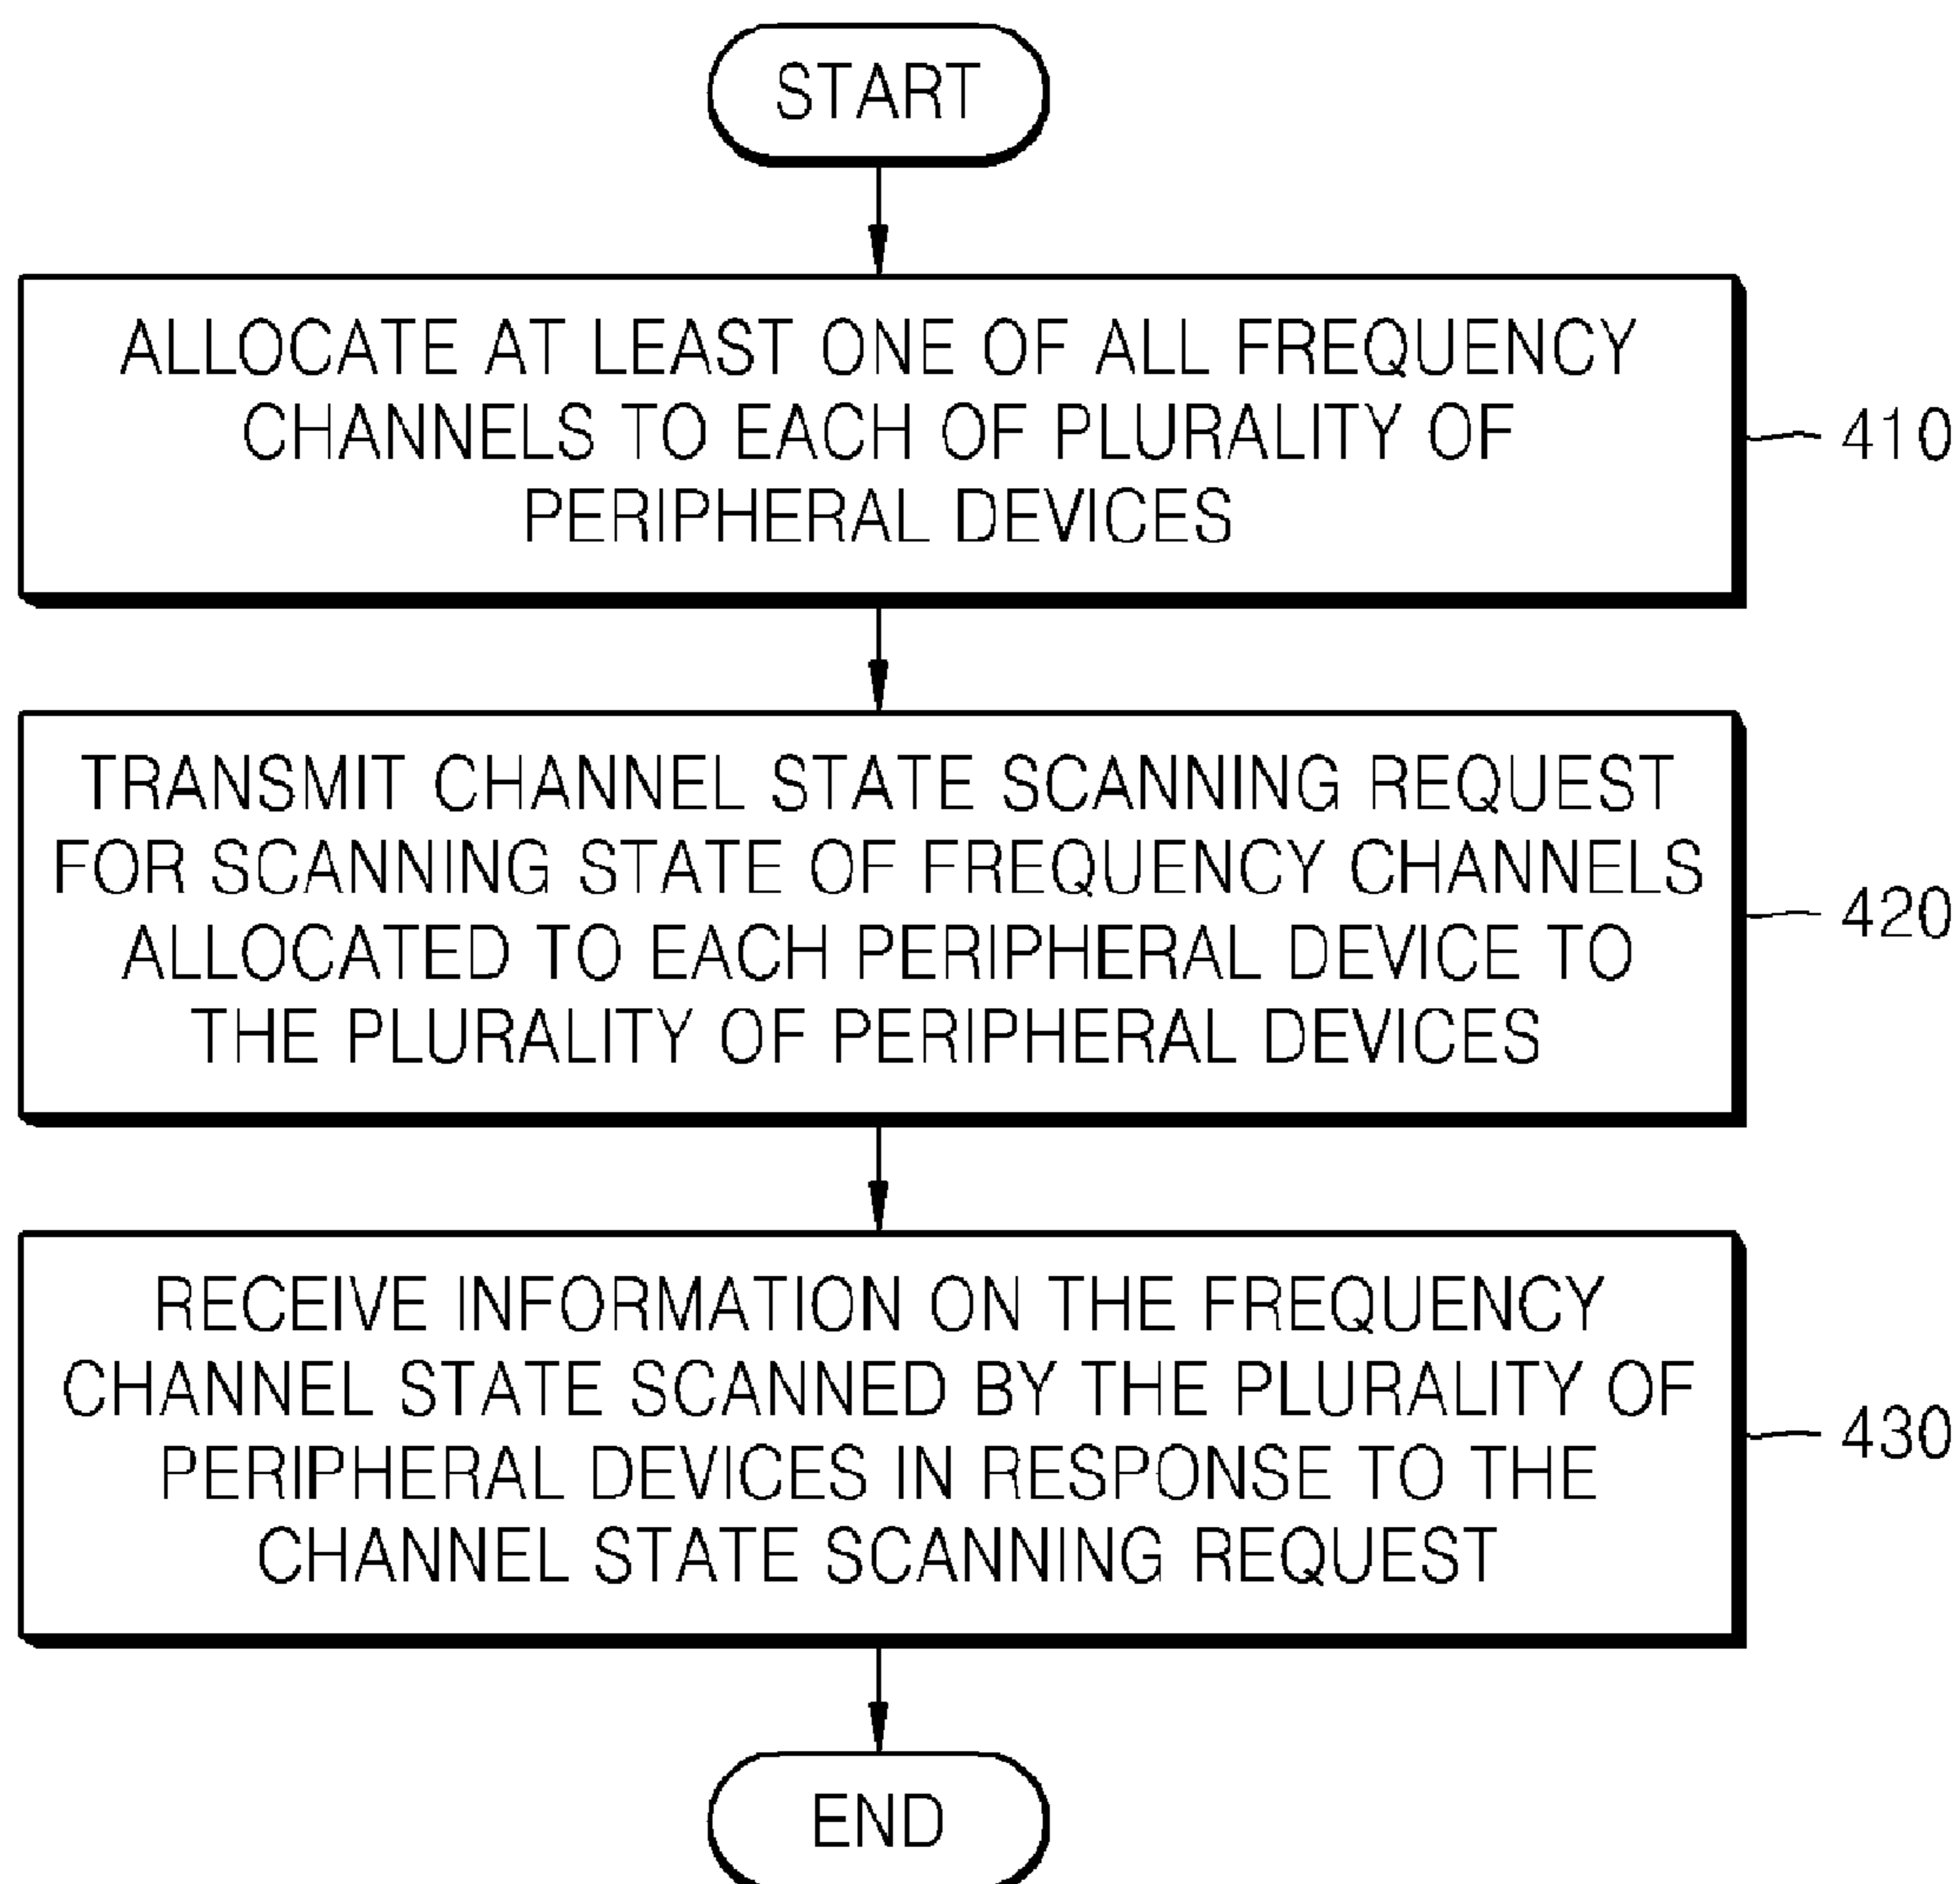 START
ALLOCATE AT LEAST ONE OF ALL FREQUENCY
CHANNELS TO EACH OF PLURALITY OF
PERIPHERAL DEVICES
410
TRANSMIT CHANNEL STATE SCANNING REQUEST
FOR SCANNING STATE OF FREQUENCY CHANNELS
ALLOCATED TO EACH PERIPHERAL DEVICE TO
THE PLURALITY OF PERIPHERAL DEVICES
420
RECEIVE INFORMATION ON THE FREQUENCY
CHANNEL STATE SCANNED BY THE PLURALITY OF
PERIPHERAL DEVICES IN RESPONSE TO THE
CHANNEL STATE SCANNING REQUEST
430
END